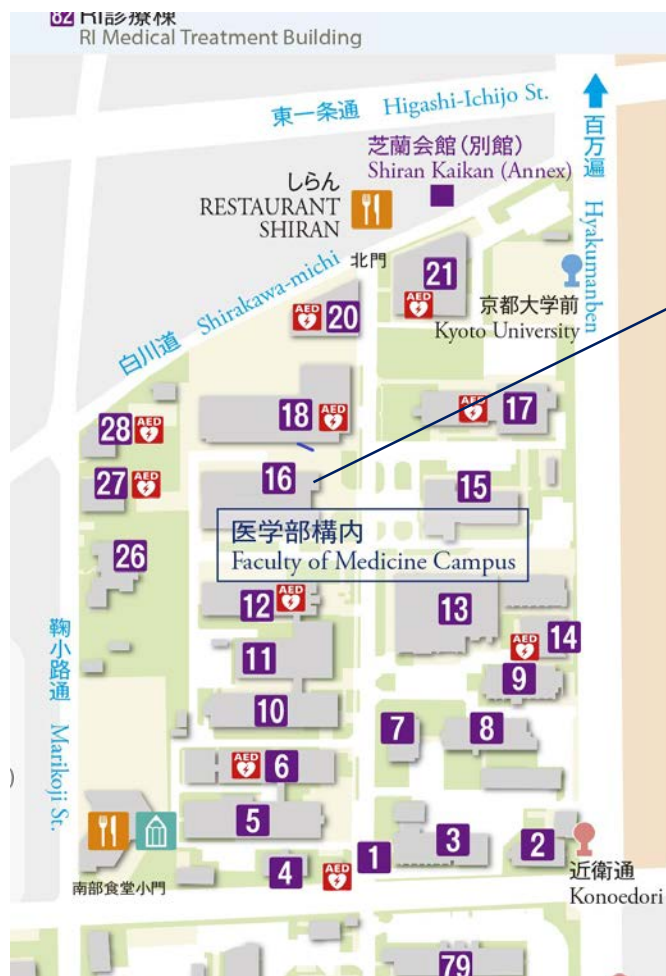 82 RI診療棟
RI Medical Treatment Building
東一条通 Higashi-Ichijo St.
百万遍 Hyakumanben
芝蘭会館(別館)
Shiran Kaikan (Annex)
しらん
RESTAURANT
SHIRAN
北門
白川道 Shirakawa-michi
21
AED
20
AED
京都大学前
Kyoto University
18
AED
AED
17
28
AED
27
AED
16
15
医学部構内
Faculty of Medicine Campus
26
12
AED
13
14
AED
11
9
鞠小路通 Marikoji St.
10
7
8
AED
6
)
5
1
3
2
4
AED
近衛通
Konoedori
南部食堂小門
79